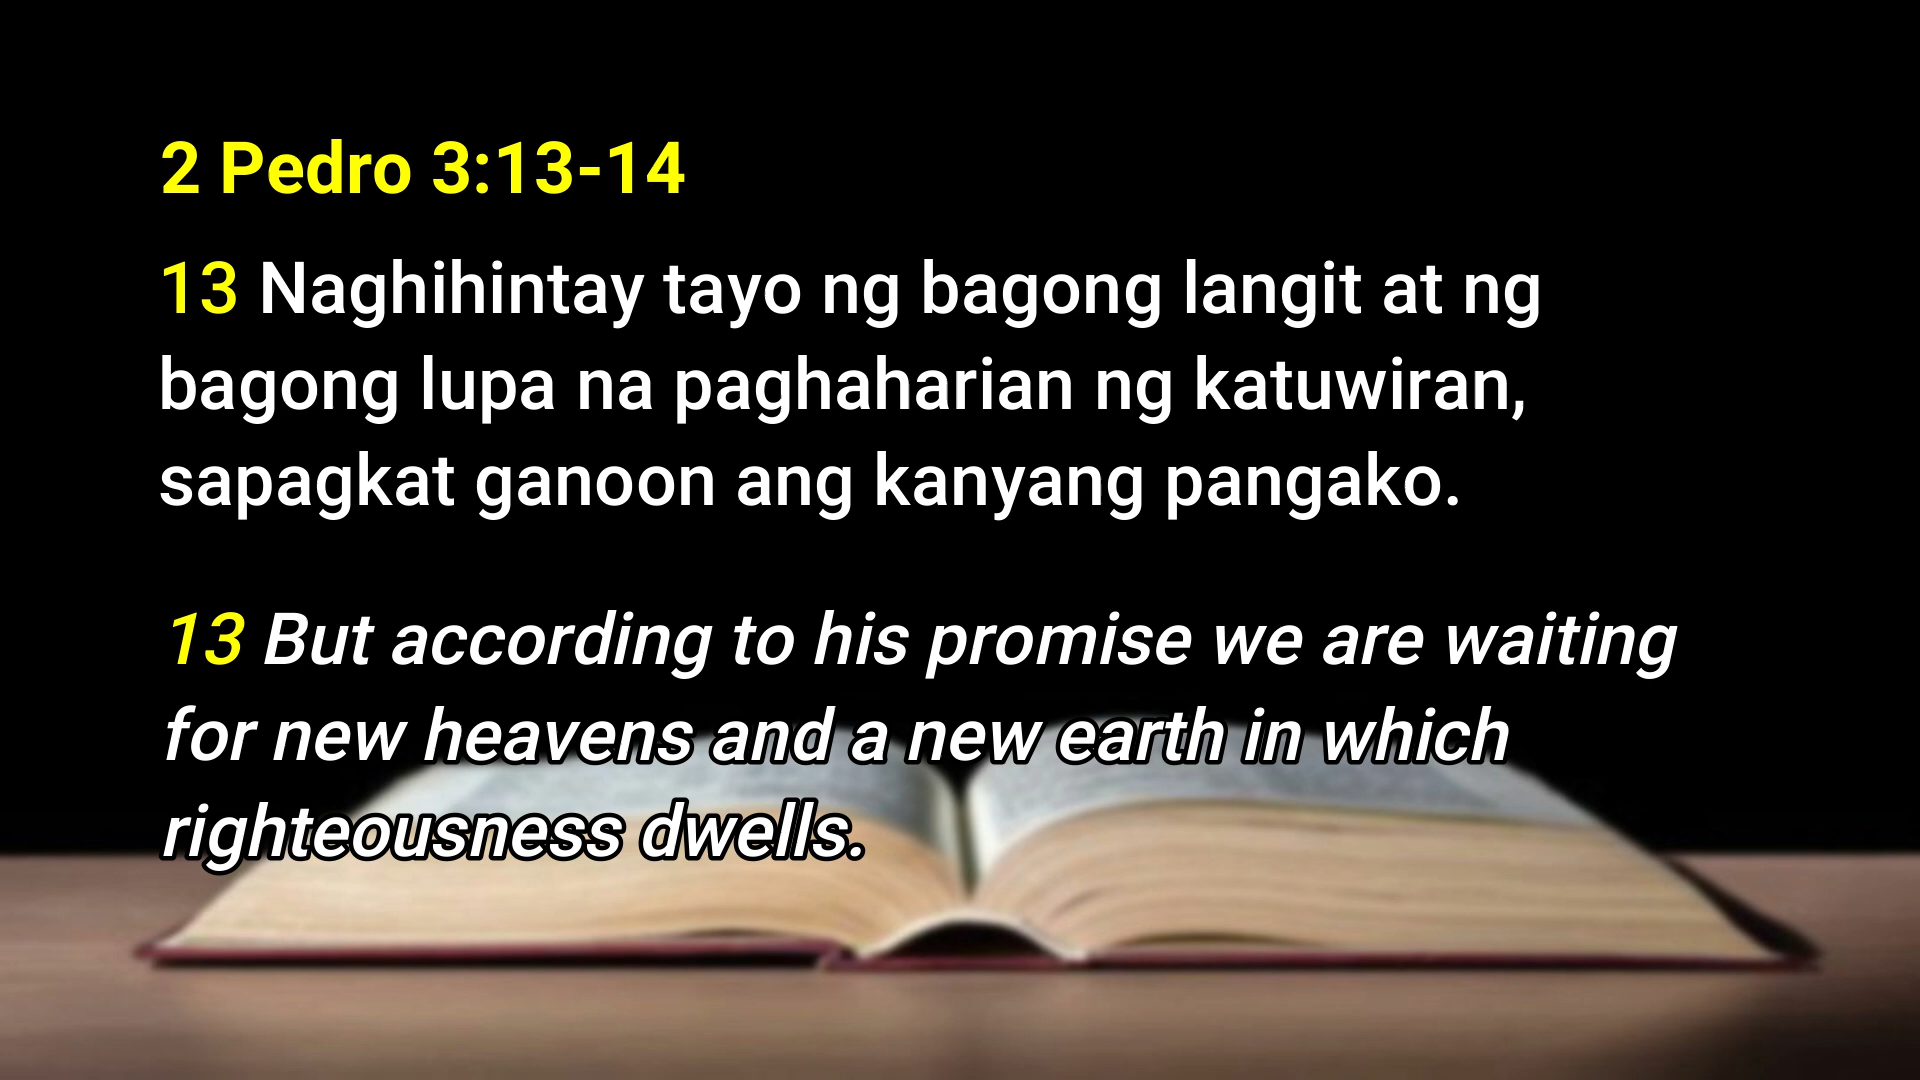 2 Pedro 3:13-14
13 Naghihintay tayo ng bagong langit at ng
bagong lupa na paghaharian ng katuwiran,
sapagkat ganoon ang kanyang pangako.
13 But according to his promise we are waiting
for new heavens and a new earth in which
righteousness dwells.